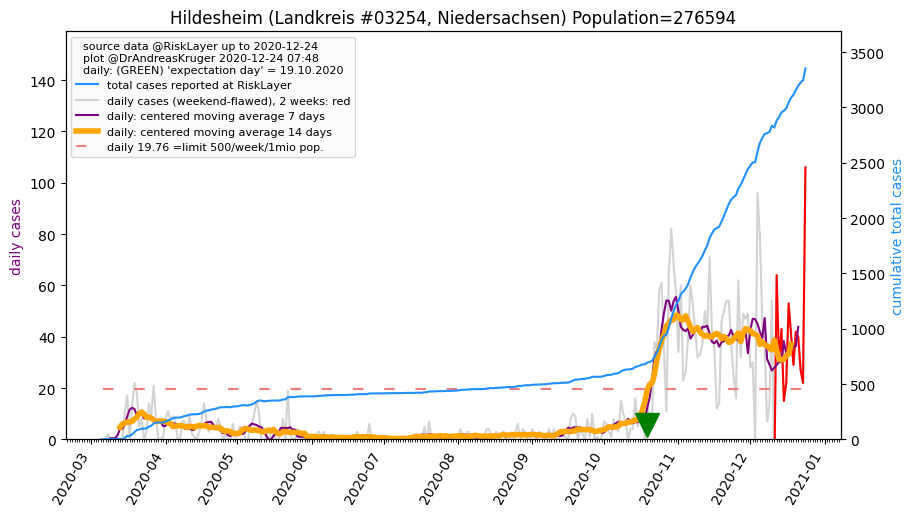 Hildesheim (Landkreis #03254, Niedersachsen) Population=276594
source data @RiskLayer up to 2020-12-24
plot @DrAndreasKruger 2020-12-24 07:48
daily: (GREEN) 'expectation day' = 19.10.2020
total cases reported at RiskLayer
daily cases (weekend-flawed), 2 weeks: red
daily: centered moving average 7 days
daily: centered moving average 14 days
daily 19.76 =limit 500/week/1mio pop.
daily cases
140
120
100
80
60
40
20
0
3500
3000
2500
2000
1500
1000
500
0
cumulative total cases
2020-03
2020-04
2020-05
2020-06
2020-07
2020-08
2020-09
2020-10
2020-11
2020-12
2021-01